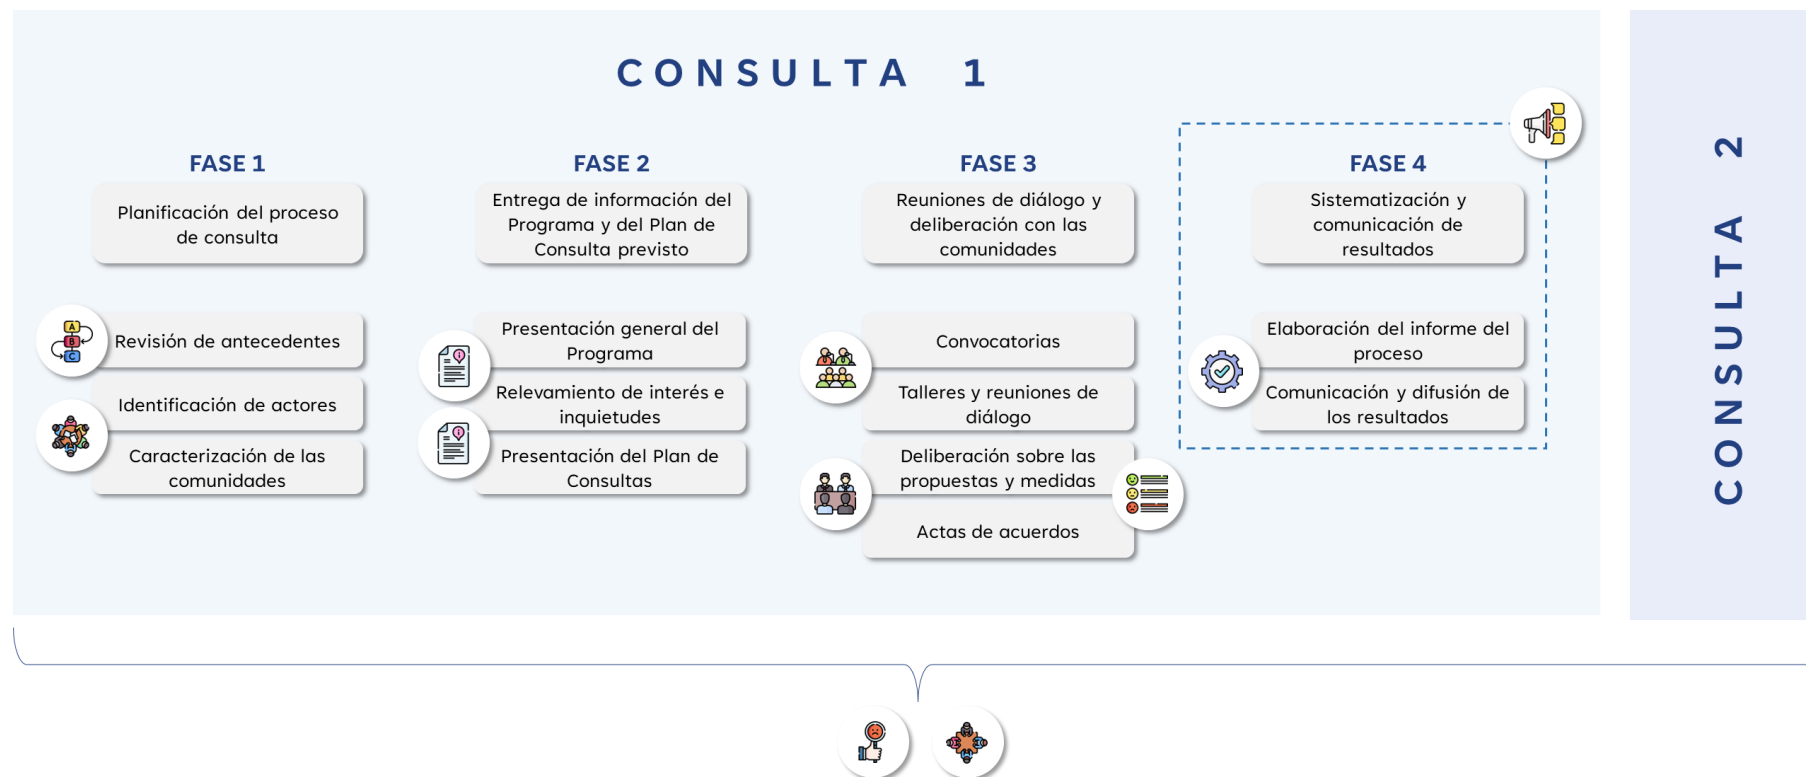 CONSULTA 1
FASE 1
Planificación del proceso
de consulta
Revisión de antecedentes
A
B
C
Identificación de actores
Caracterización de las
comunidades
FASE 2
Entrega de información del
Programa y del Plan de
Consulta previsto
Presentación general del
Programa
Relevamiento de interés e
inquietudes
Presentación del Plan de
Consultas
FASE 3
Reuniones de diálogo y
deliberación con las
comunidades
Convocatorias
Talleres y reuniones de
diálogo
Deliberación sobre las
propuestas y medidas
Actas de acuerdos
FASE 4
Sistematización y
comunicación de
resultados
Elaboración del informe del
proceso
Comunicación y difusión de
los resultados
CONSULTA 2